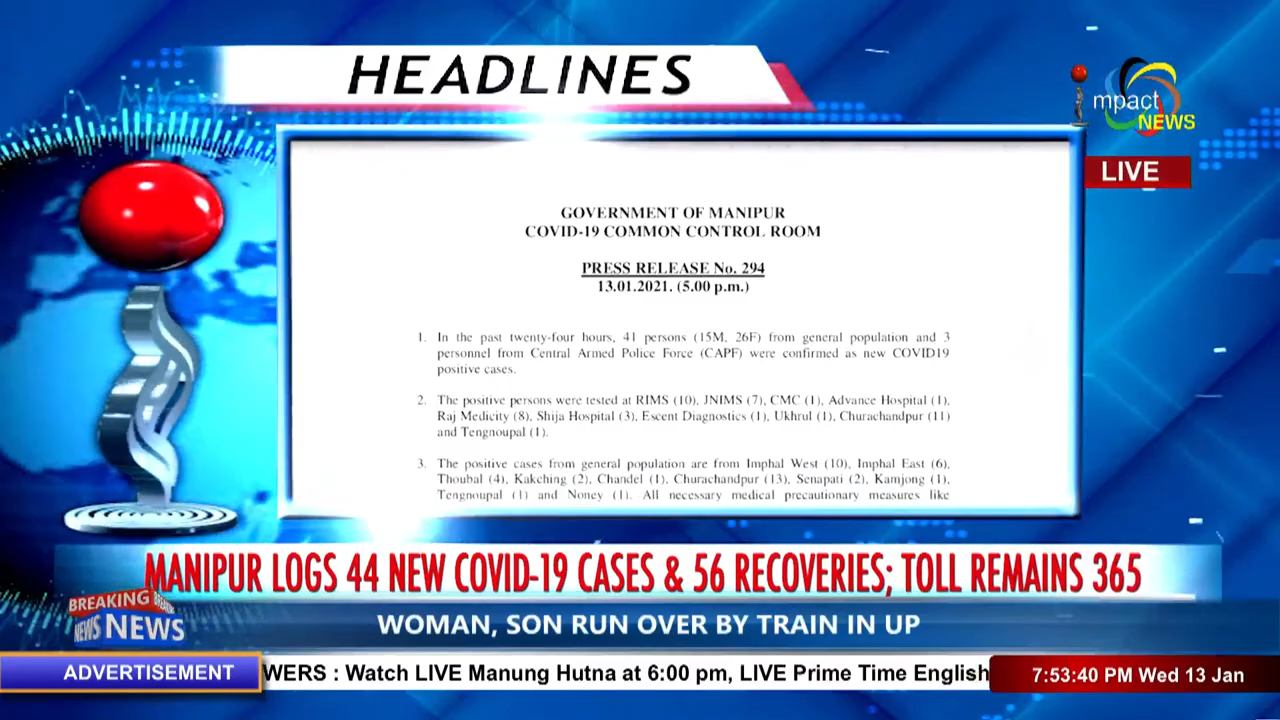 HEADLINES
mpact
NEWS
LIVE
GOVERNMENT OF MANIPUR
COVID-19 COMMON CONTROL ROOM
PRESS RELEASE No. 294
13.01.2021. (5.00 p.m.)
1. In the past twenty-four hours, 41 persons (15M, 26F) from general population and 3
personnel from Central Armed Police Force (CAPF) were confirmed as new COVID19
positive cases.
2. The positive persons were tested at RIMS (10), JNIMS (7), CMC (1), Advance Hospital (1),
Raj Medicity (8), Shija Hospital (3), Escent Diagnostics (1), Ukhrul (1), Churachandpur (11)
and Tengnoupal (1).
3. The positive cases from general population are from Imphal West (10), Imphal East (6),
Thoubal (4), Kakching (2), Chandel (1), Churachandpur (13), Senapati (2), Kamjong (1),
Tengnoupal (1) and Noney (1). All necessary medical precautionary measures like
MANIPUR LOGS 44 NEW COVID-19 CASES & 56 RECOVERIES; TOLL REMAINS 365
BREAKING
NEWS NEWS
WOMAN, SON RUN OVER BY TRAIN IN UP
ADVERTISEMENT
WERS : Watch LIVE Manung Hutna at 6:00 pm, LIVE Prime Time English
7:53:40 PM Wed 13 Jan